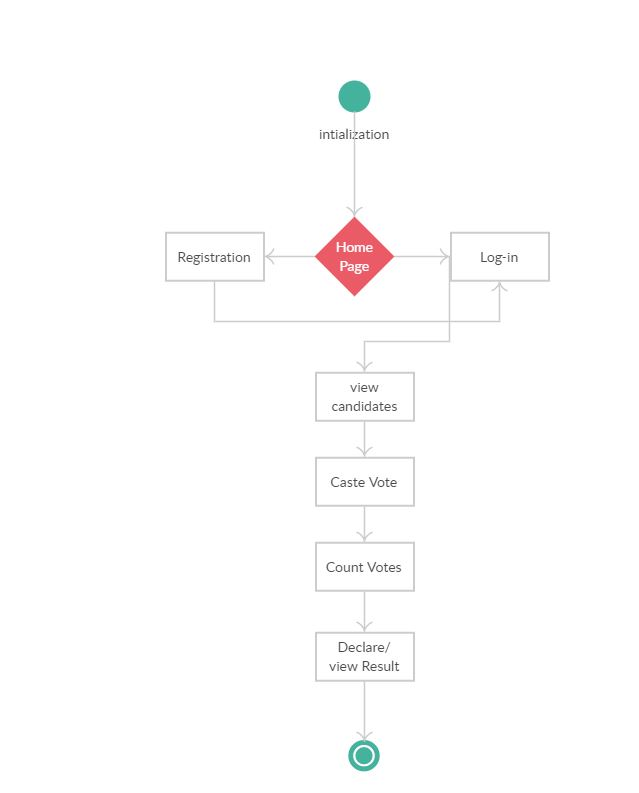 intialization
Home
Page
Registration
Log-in
view
candidates
Caste Vote
Count Votes
Declare/
view Result